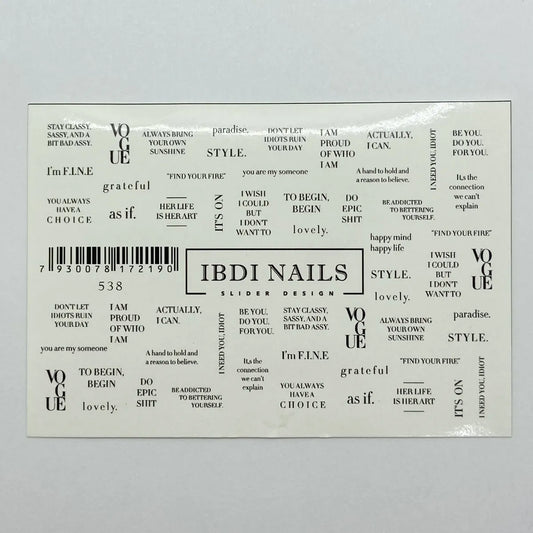 STAY CLASSY,
SASSY, AND A
BIT BAD ASSY.
VO
G
UE
ALWAYS BRING
YOUR OWN
SUNSHINE
paradise.
STYLE.
DON'T LET
IDIOTS RUIN
YOUR DAY
I AM
PROUD
OF WHO
I AM
ACTUALLY,
I CAN.
I NEED YOU, IDIOT
BE YOU.
DO YOU.
FOR YOU.
I'm F.I.N.E
grateful
"FIND YOUR FIRE"
you are my someone
A hand to hold and
a reason to believe.
It,s the
connection
we can't
explain
YOU ALWAYS
HAVE A
CHOICE
as if.
HER LIFE
IS HER ART
IT'S ON
I WISH
I COULD
BUT
I DON'T
WANT TO
TO BEGIN,
BEGIN
lovely.
DO
EPIC
SHIT
BE ADDICTED
TO BETTERING
YOURSELF.
happy mind
happy life
"FIND YOUR FIRE"
7 930078 172190
538
IBDI NAILS
SLIDER DESIGN
STYLE.
lovely.
I WISH
I COULD
BUT
I DON'T
WANT TO
VO
G
UE
DON'T LET
IDIOTS RUIN
YOUR DAY
I AM
PROUD
OF WHO
I AM
ACTUALLY,
I CAN.
I NEED YOU, IDIOT
BE YOU.
DO YOU.
FOR YOU.
STAY CLASSY,
SASSY, AND A
BIT BAD ASSY.
VO
G
UE
ALWAYS BRING
YOUR OWN
SUNSHINE
paradise.
STYLE.
you are my someone
A hand to hold and
a reason to believe.
It,s the
connection
we can't
explain
I'm F.I.N.E
grateful
"FIND YOUR FIRE"
VO
G
UE
TO BEGIN,
BEGIN
lovely.
DO
EPIC
SHIT
BE ADDICTED
TO BETTERING
YOURSELF.
YOU ALWAYS
HAVE A
CHOICE
as if.
HER LIFE
IS HER ART
IT'S ON
I NEED YOU, IDIOT